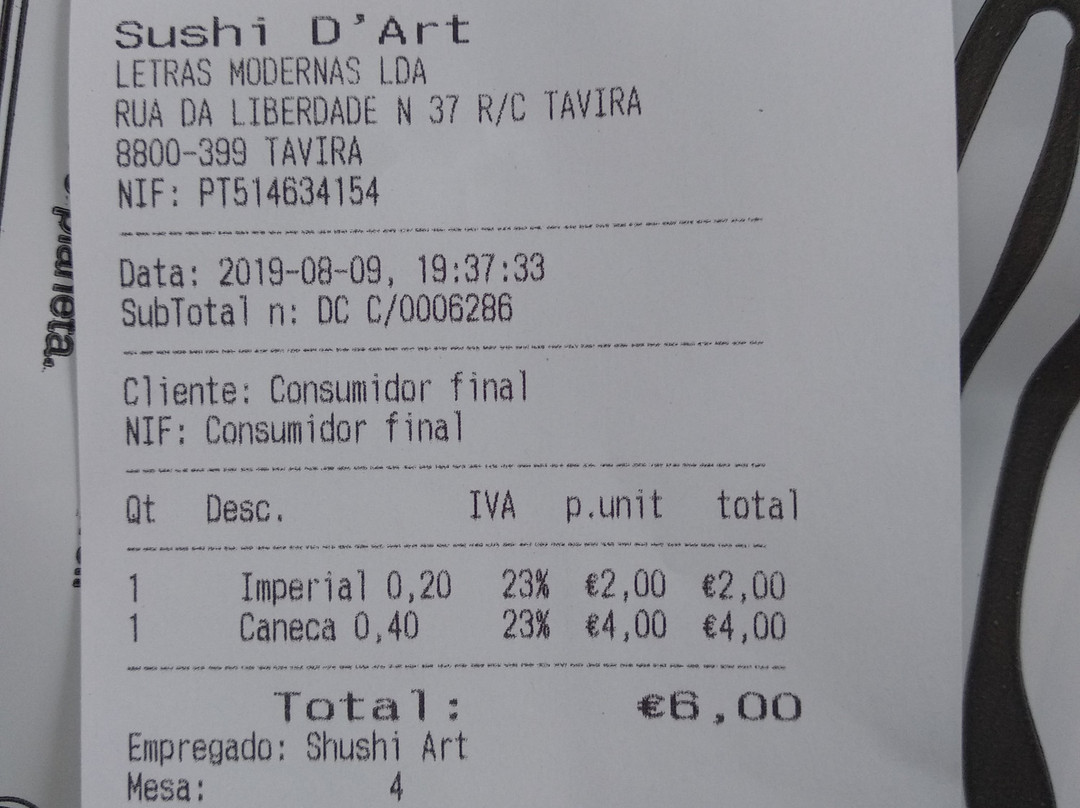 Sushi D'Art
LETRAS MODERNAS LDA
RUA DA LIBERDADE N 37 R/C TAVIRA
8800-399 TAVIRA
NIF: PT514634154
Data: 2019-08-09, 19:37:33
SubTotal n: DC C/0006286
Cliente: Consumidor final
NIF: Consumidor final
Qt Desc. IVA p.unit total
1 Imperial 0,20 23% €2,00 €2,00
1 Caneca 0,40 23% €4,00 €4,00
Total: €6,00
Empregado: Shushi Art
Mesa: 4
planeta.